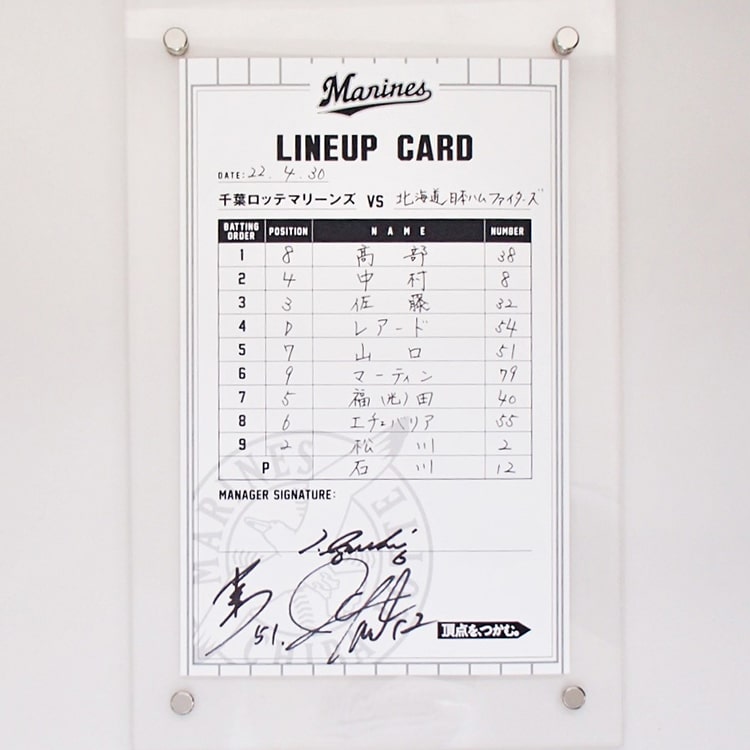 Marines
LINEUP CARD
DATE: 22. 4. 30
千葉ロッテマリーンズ VS 北海道日本ハムファイターズ
BATTING ORDER POSITION NAME NUMBER
1 8 髙部 38
2 4 中村 8
3 3 佐藤 32
4 D レアード 54
5 7 山口 51
6 9 マーティン 79
7 5 福(光)田 40
8 6 エチェバリア 55
9 2 松川 2
P 石川 12
MANAGER SIGNATURE:
6
51. 12
頂点を、つかむ。
MARINES
CHIBA LOTTE